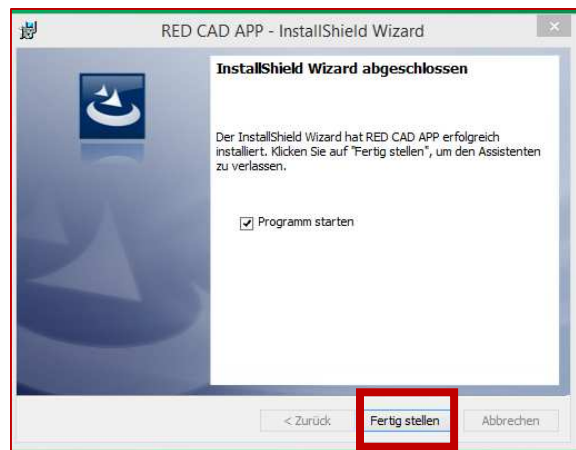 RED CAD APP - InstallShield Wizard
InstallShield Wizard abgeschlossen
Der InstallShield Wizard hat RED CAD APP erfolgreich
installiert. Klicken Sie auf "Fertig stellen", um den Assistenten
zu verlassen.
Programm starten
< Zurück Fertig stellen Abbrechen